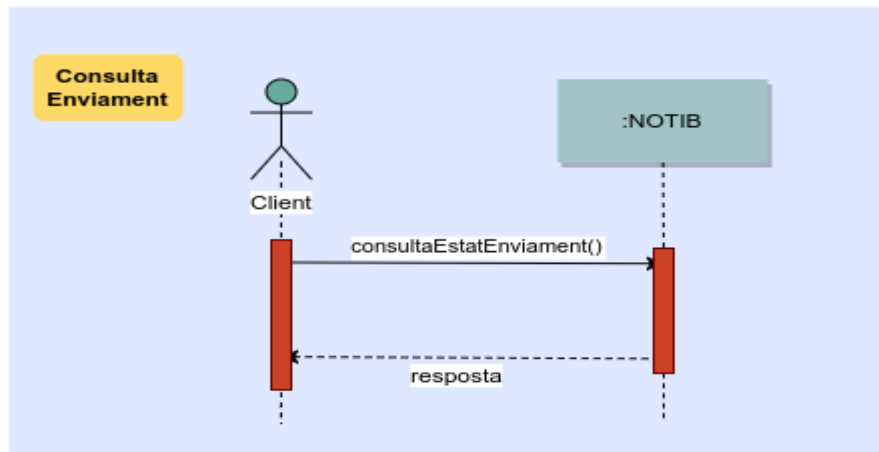 Consulta
Enviament
:NOTIB
Client
consultaEstatEnviament()
resposta